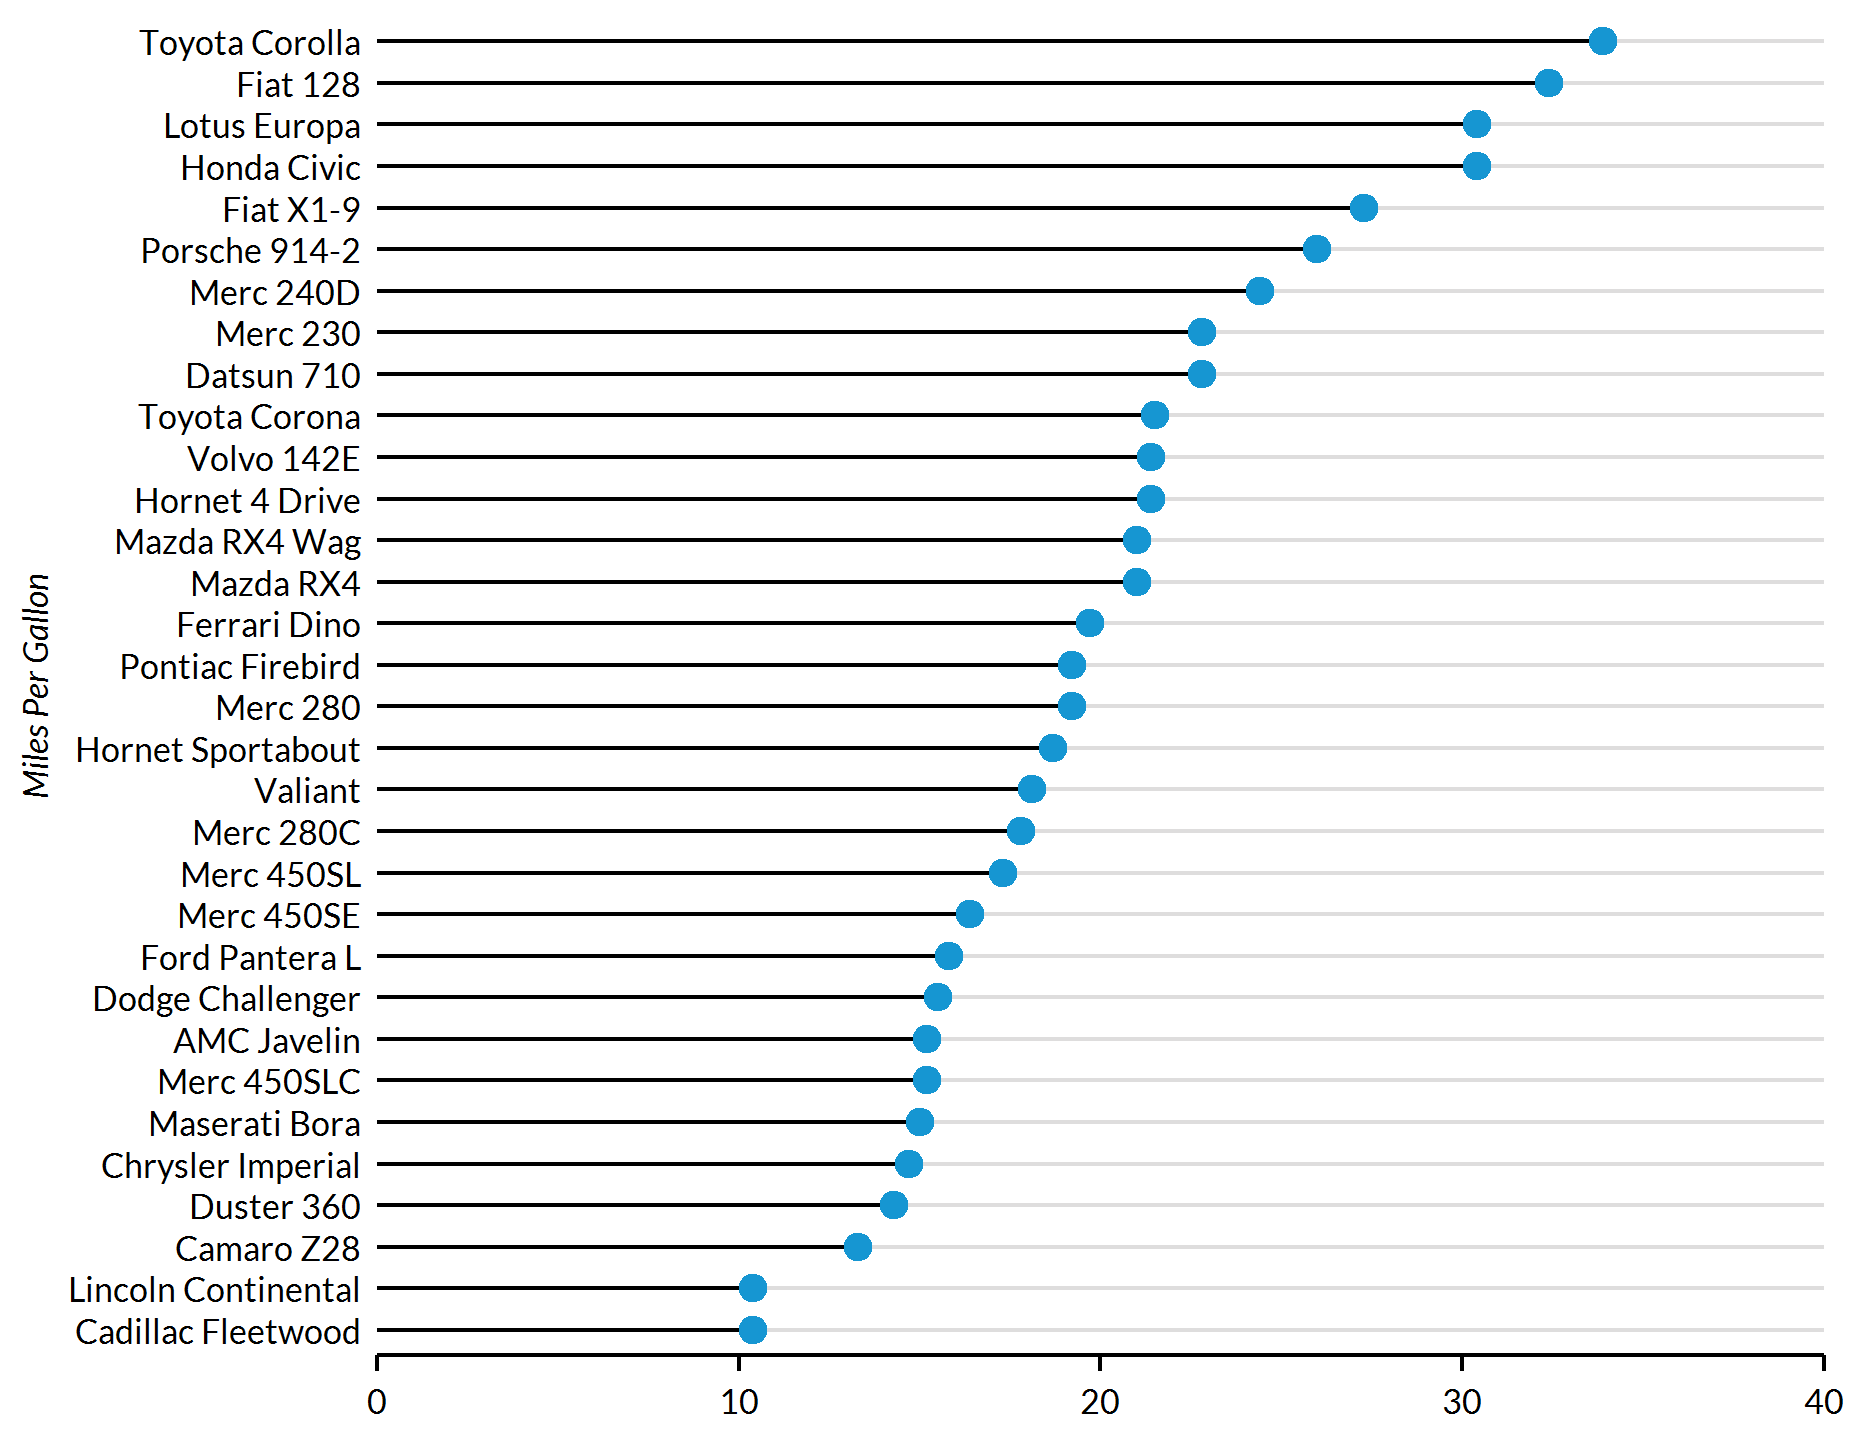 Toyota Corolla
Fiat 128
Lotus Europa
Honda Civic
Fiat X1-9
Porsche 914-2
Merc 240D
Merc 230
Datsun 710
Toyota Corona
Volvo 142E
Hornet 4 Drive
Mazda RX4 Wag
Mazda RX4
Ferrari Dino
Pontiac Firebird
Merc 280
Hornet Sportabout
Valiant
Merc 280C
Merc 450SL
Merc 450SE
Ford Pantera L
Dodge Challenger
AMC Javelin
Merc 450SLC
Maserati Bora
Chrysler Imperial
Duster 360
Camaro Z28
Lincoln Continental
Cadillac Fleetwood
Miles Per Gallon
0 10 20 30 40